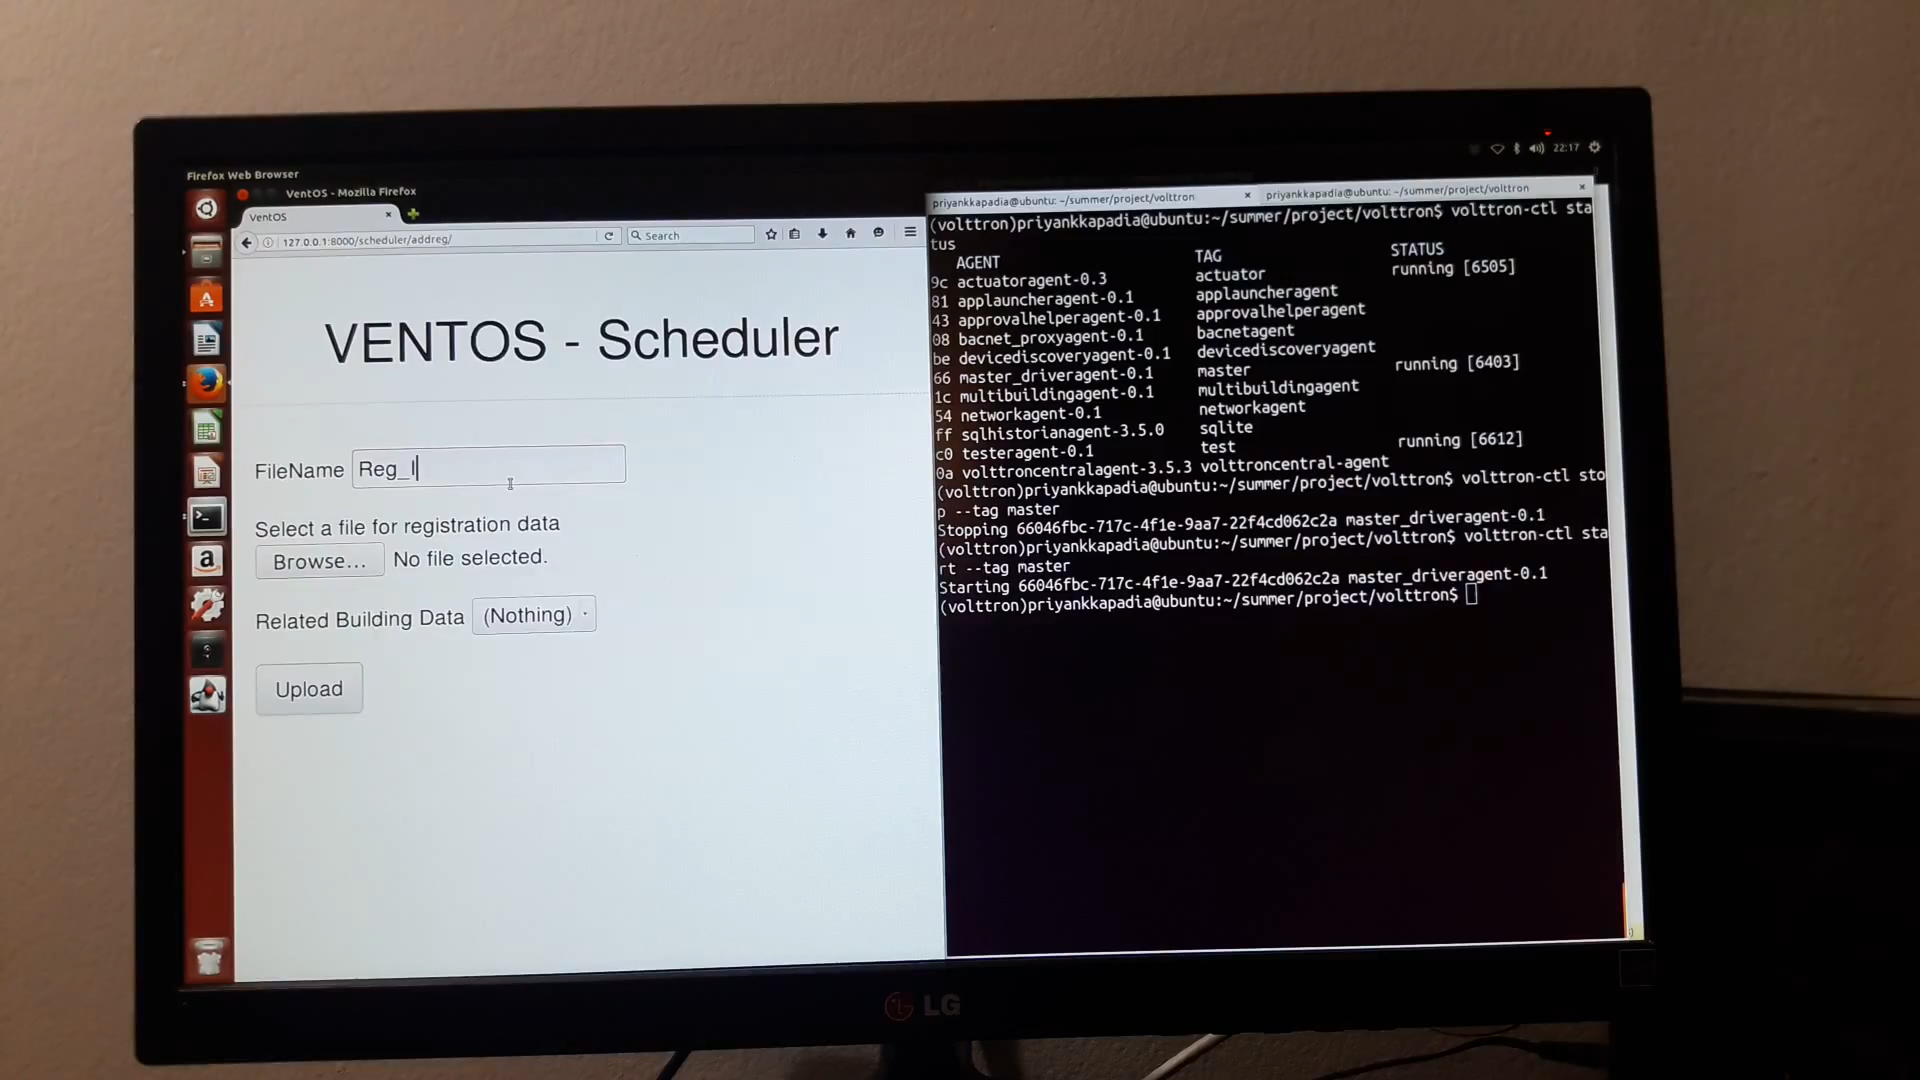 Firefox Web Browser
22:17
VentOS - Mozilla Firefox
VentOS
127.0.0.1:8000/scheduler/addreg/
Search
VENTOS - Scheduler
FileName Reg_
Select a file for registration data
Browse... No file selected.
Related Building Data (Nothing)
Upload
priyankkapadia@ubuntu: ~/summer/project/volttron
priyankkapadia@ubuntu: ~/summer/project/volttron
(volttron)priyankkapadia@ubuntu:~/summer/project/volttron$ volttron-ctl sta
tus
AGENT TAG STATUS
9c actuatoragent-0.3 actuator running [6505]
81 applauncheragent-0.1 applauncheragent
43 approvalhelperagent-0.1 approvalhelperagent
08 bacnet_proxyagent-0.1 bacnetagent
be devicediscoveryagent-0.1 devicediscoveryagent
66 master_driveragent-0.1 master running [6403]
1c multibuildingagent-0.1 multibuildingagent
54 networkagent-0.1 networkagent
ff sqlhistorianagent-3.5.0 sqlite
c0 testeragent-0.1 test running [6612]
0a volttroncentralagent-3.5.3 volttroncentral-agent
(volttron)priyankkapadia@ubuntu:~/summer/project/volttron$ volttron-ctl sto
p --tag master
Stopping 66046fbc-717c-4f1e-9aa7-22f4cd062c2a master_driveragent-0.1
(volttron)priyankkapadia@ubuntu:~/summer/project/volttron$ volttron-ctl sta
rt --tag master
Starting 66046fbc-717c-4f1e-9aa7-22f4cd062c2a master_driveragent-0.1
(volttron)priyankkapadia@ubuntu:~/summer/project/volttron$
LG